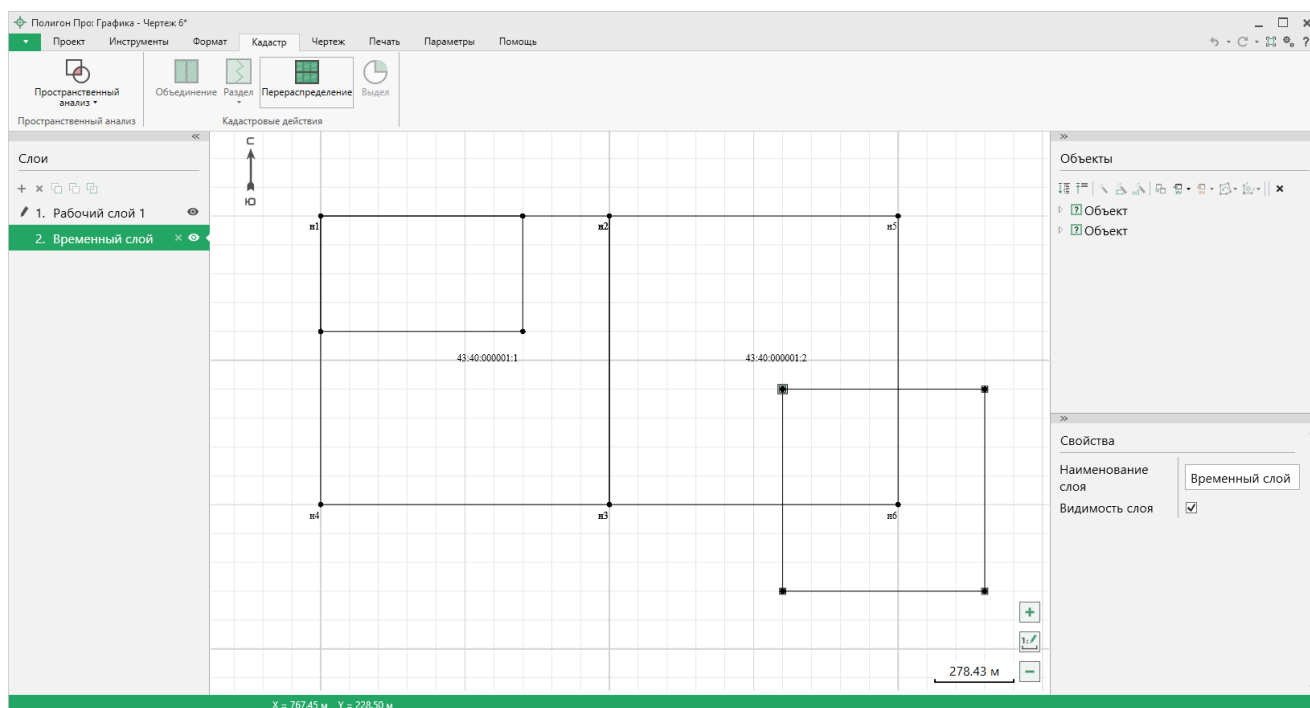 Полигон Про: Графика - Чертеж 6*
Проект Инструменты Формат Кадастр Чертеж Печать Параметры Помощь
?
Пространственный
анализ
Объединение Раздел Перераспределение Выдел
Пространственный анализ Кадастровые действия
Слои
1. Рабочий слой 1
2. Временный слой
С
Ю
н1 н2 н5
43:40:000001:1 43:40:000001:2
н4 н3 н6
278.43 м
Объекты
Объект
Объект
Свойства
Наименование
слоя
Временный слой
Видимость слоя
X = 767.45 м Y = 228.50 м